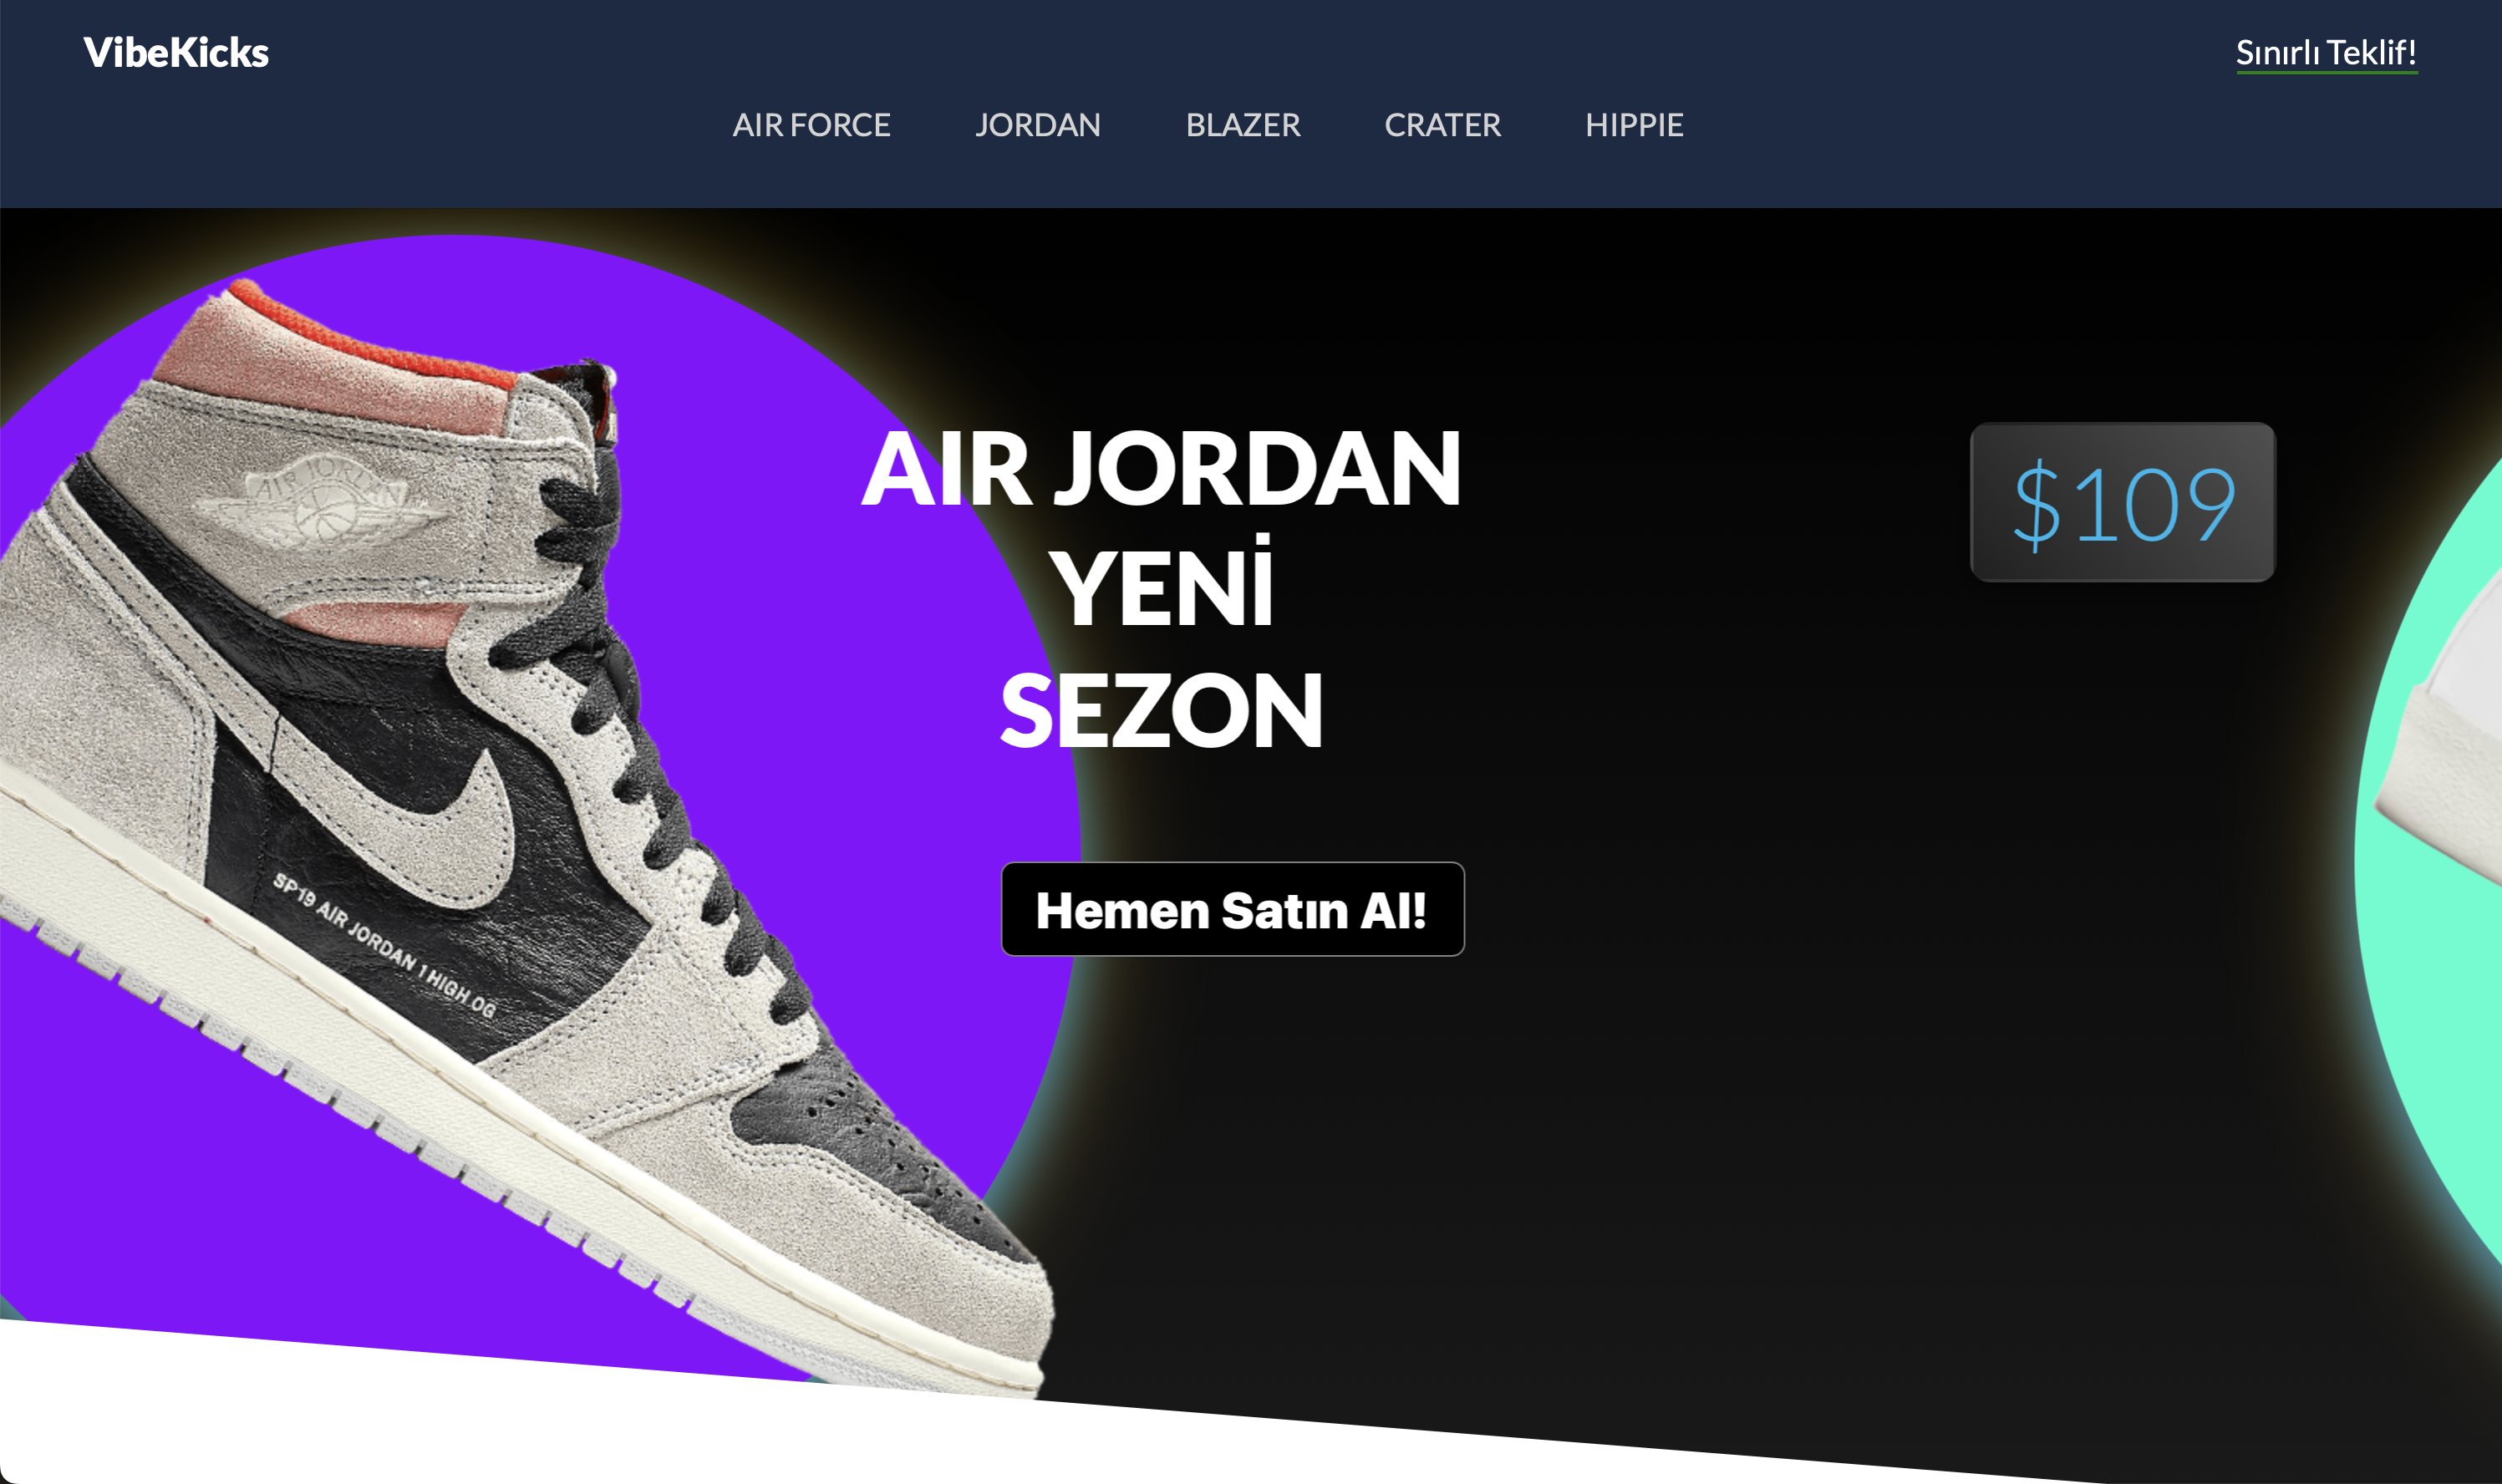 VibeKicks
Sınırlı Teklif!
AIR FORCE JORDAN BLAZER CRATER HIPPIE
AIR JORDAN
YENİ
SEZON
$109
Hemen Satın Al!
AIR JORDAN
SP19 AIR JORDAN 1 HIGH OG